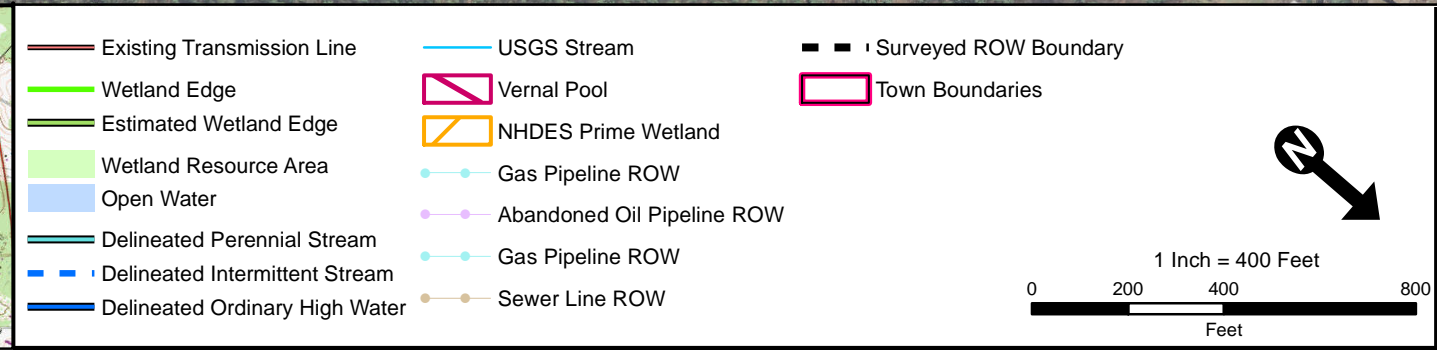 Existing Transmission Line
Wetland Edge
Estimated Wetland Edge
Wetland Resource Area
Open Water
Delineated Perennial Stream
Delineated Intermittent Stream
Delineated Ordinary High Water
USGS Stream
Vernal Pool
NHDES Prime Wetland
Gas Pipeline ROW
Abandoned Oil Pipeline ROW
Gas Pipeline ROW
Sewer Line ROW
Surveyed ROW Boundary
Town Boundaries
N
1 Inch = 400 Feet
0 200 400 800
Feet